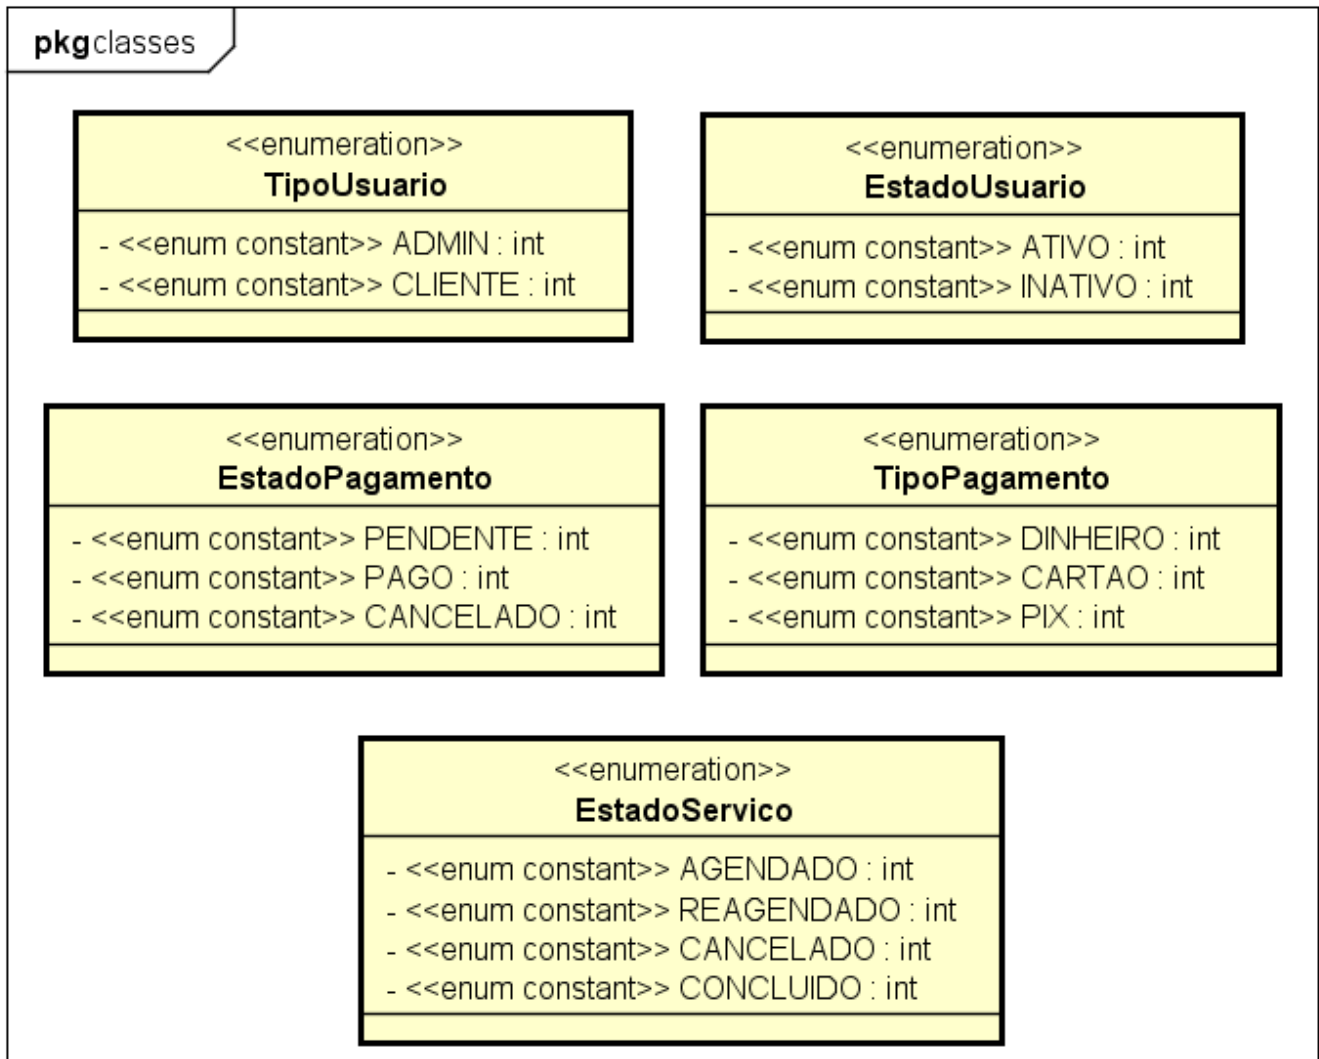 pkg classes
<<enumeration>>
TipoUsuario
- <<enum constant>> ADMIN : int
- <<enum constant>> CLIENTE : int
<<enumeration>>
EstadoUsuario
- <<enum constant>> ATIVO : int
- <<enum constant>> INATIVO : int
<<enumeration>>
EstadoPagamento
- <<enum constant>> PENDENTE : int
- <<enum constant>> PAGO : int
- <<enum constant>> CANCELADO : int
<<enumeration>>
TipoPagamento
- <<enum constant>> DINHEIRO : int
- <<enum constant>> CARTAO : int
- <<enum constant>> PIX : int
<<enumeration>>
EstadoServico
- <<enum constant>> AGENDADO : int
- <<enum constant>> REAGENDADO : int
- <<enum constant>> CANCELADO : int
- <<enum constant>> CONCLUIDO : int